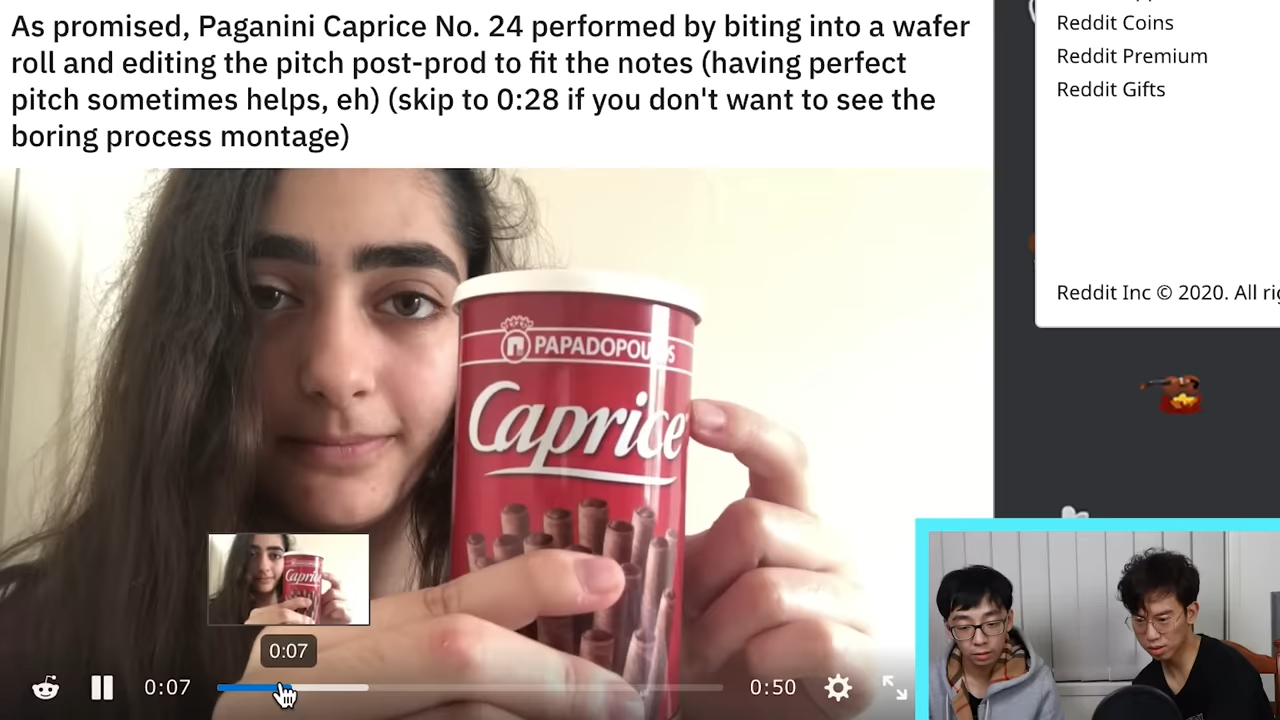 As promised, Paganini Caprice No. 24 performed by biting into a wafer
roll and editing the pitch post-prod to fit the notes (having perfect
pitch sometimes helps, eh) (skip to 0:28 if you don't want to see the
boring process montage)
Reddit Coins
Reddit Premium
Reddit Gifts
Reddit Inc © 2020. All
PAPADOPOU
Caprice
0:07
0:07
0:50